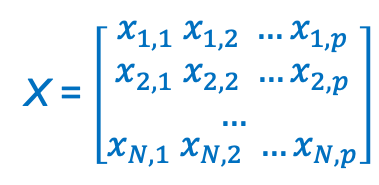 x1,1 x1,2 ... x1,p
x2,1 x2,2 ... x2,p
X =
...
xN,1 xN,2 ... xN,p